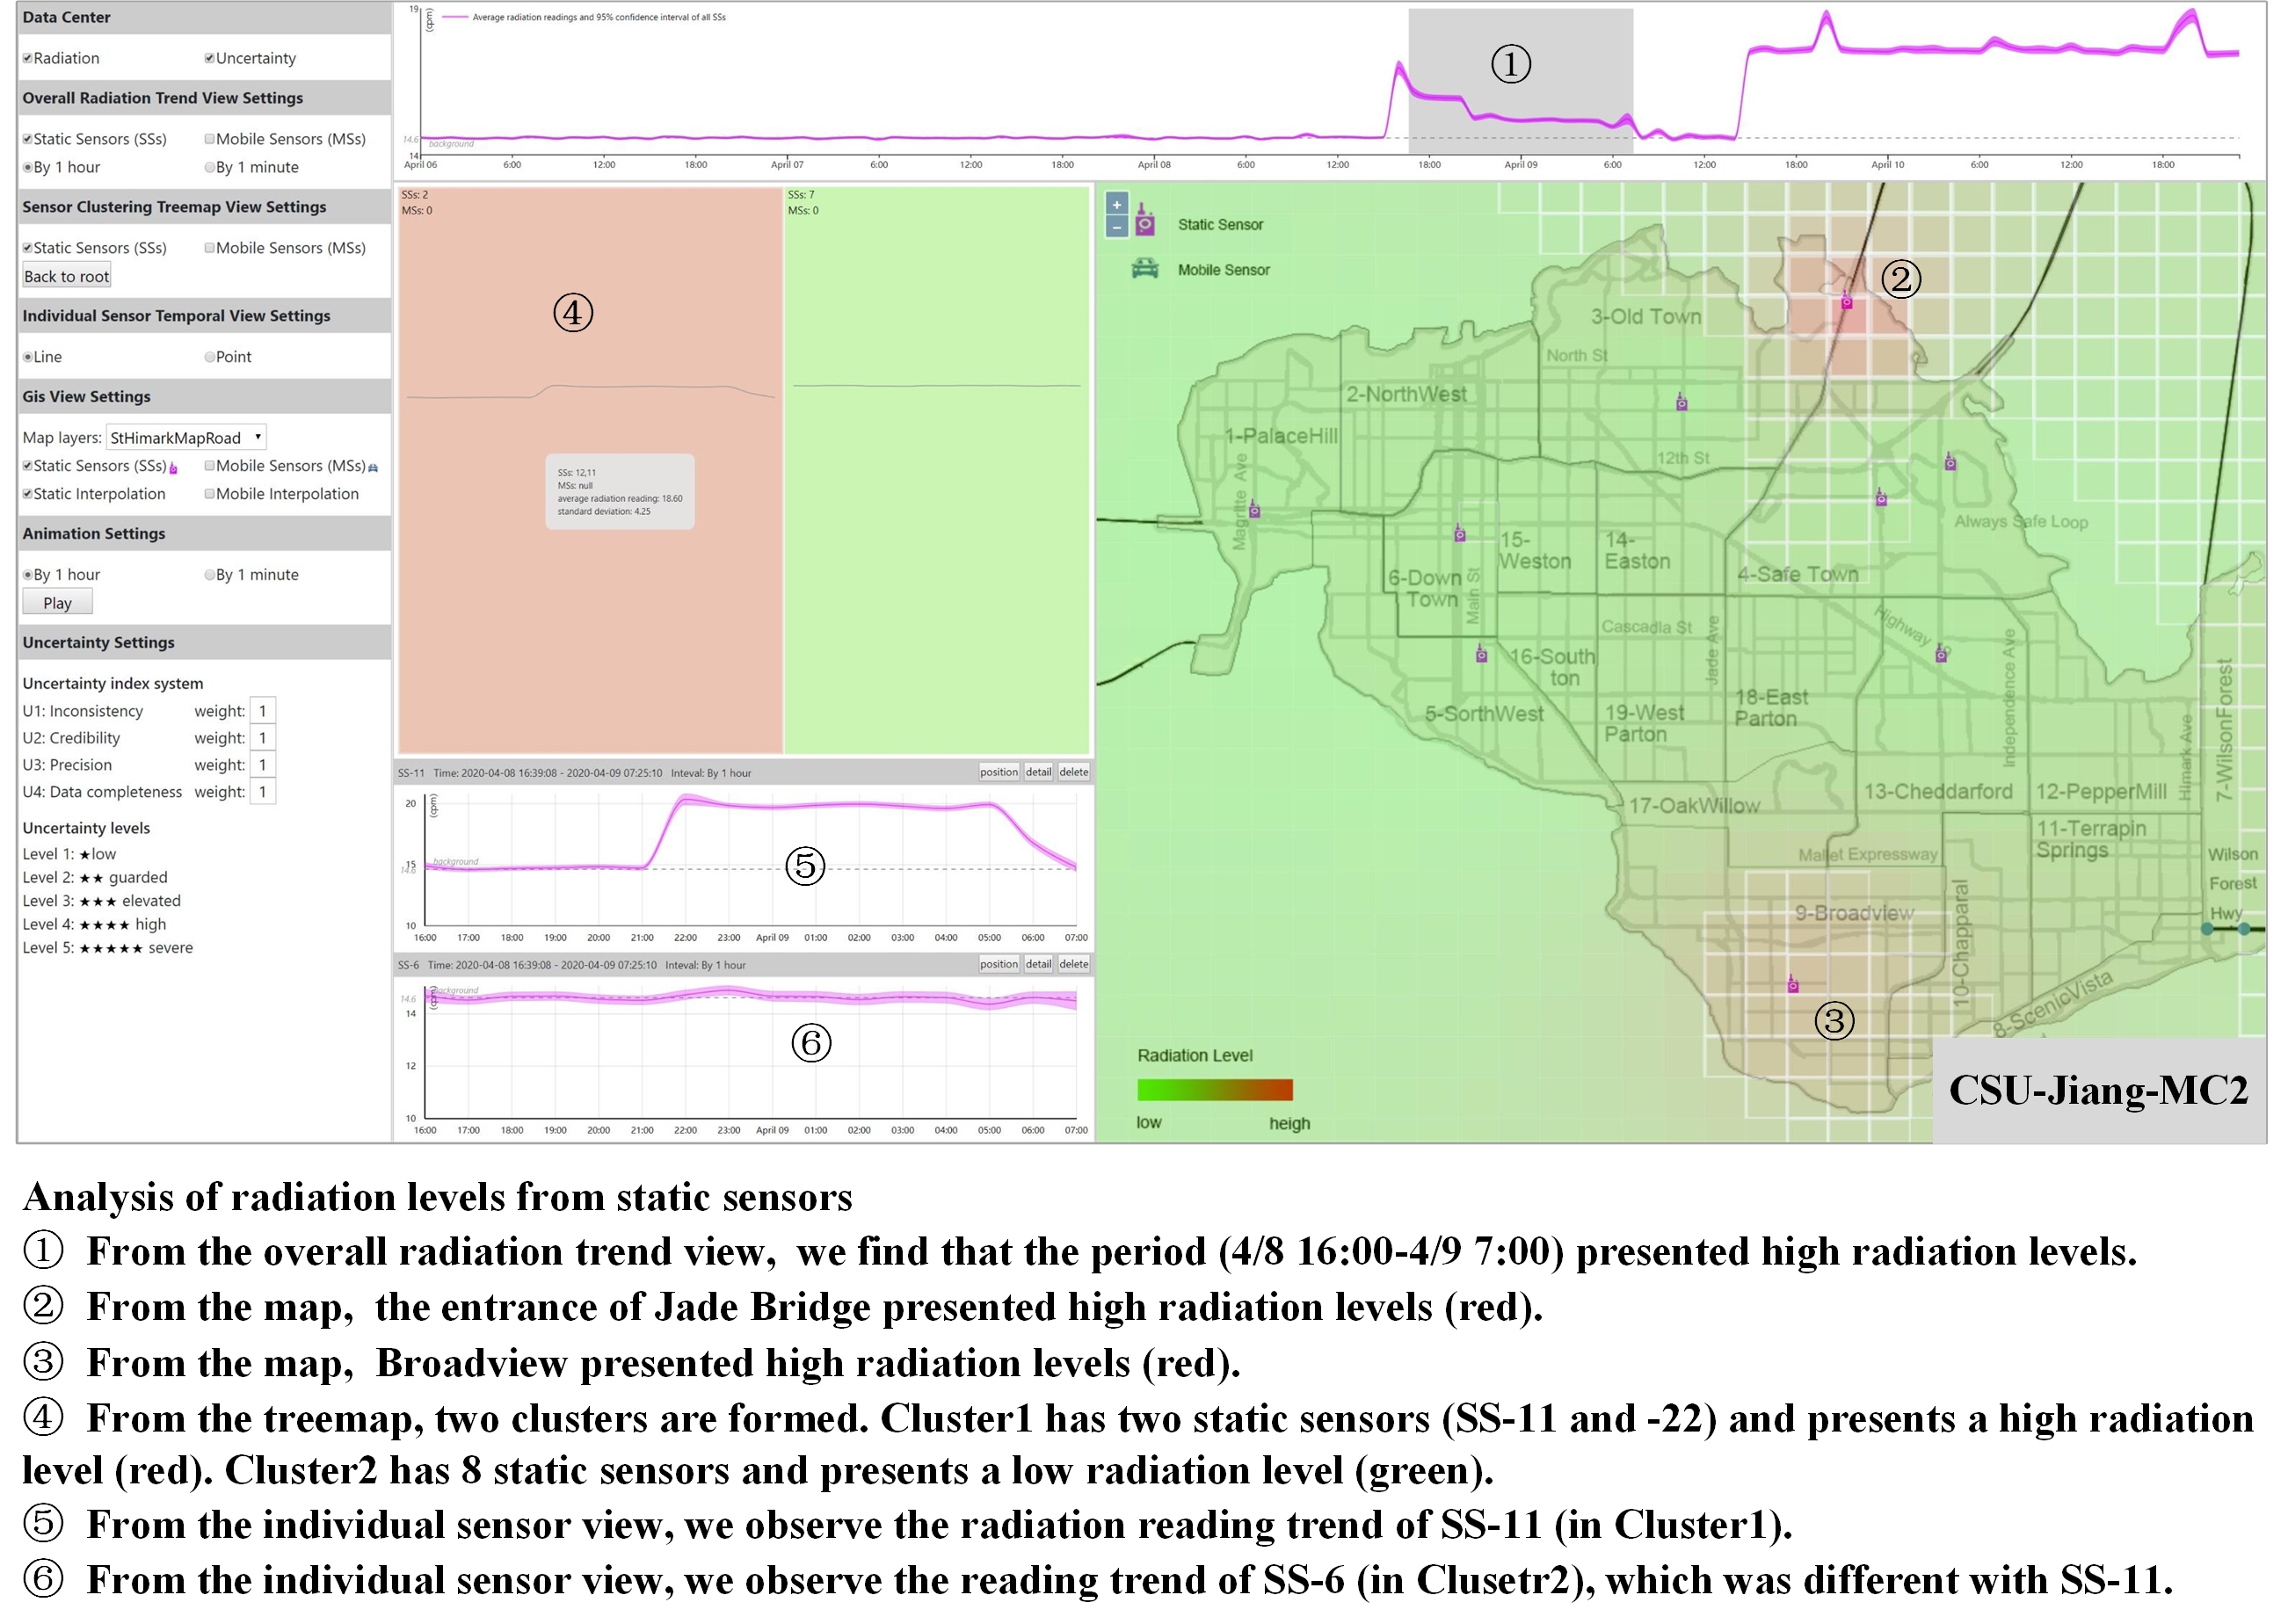 Data Center
Radiation Uncertainty
Overall Radiation Trend View Settings
Static Sensors (SSs) Mobile Sensors (MSs)
By 1 hour By 1 minute
Sensor Clustering Treemap View Settings
Static Sensors (SSs) Mobile Sensors (MSs)
Back to root
Individual Sensor Temporal View Settings
Line Point
Gis View Settings
Map layers: StHimarkMapRoad
Static Sensors (SSs) Mobile Sensors (MSs)
Static Interpolation Mobile Interpolation
Animation Settings
By 1 hour By 1 minute
Play
Uncertainty Settings
Uncertainty index system
U1: Inconsistency weight: 1
U2: Credibility weight: 1
U3: Precision weight: 1
U4: Data completeness weight: 1
Uncertainty levels
Level 1: ★low
Level 2: ★★ guarded
Level 3: ★★★ elevated
Level 4: ★★★★ high
Level 5: ★★★★★ severe
19
(cpm)
Average radiation readings and 95% confidence interval of all SSs
①
14.6
background
14
April 06 6:00 12:00 18:00 April 07 6:00 12:00 18:00 April 08 6:00 12:00 18:00 April 09 6:00 12:00 18:00 April 10 6:00 12:00 18:00
SSs: 2
MSs: 0
④
SSs: 12,11
MSs: null
average radiation reading: 18.60
standard deviation: 4.25
SSs: 7
MSs: 0
SS-11 Time: 2020-04-08 16:39:08 - 2020-04-09 07:25:10 Inteval: By 1 hour position detail delete
20
(cpm)
background
15
14.6
⑤
10
16:00 17:00 18:00 19:00 20:00 21:00 22:00 23:00 April 09 01:00 02:00 03:00 04:00 05:00 06:00 07:00
SS-6 Time: 2020-04-08 16:39:08 - 2020-04-09 07:25:10 Inteval: By 1 hour position detail delete
background
14.6
(cpm)
14
⑥
12
10
16:00 17:00 18:00 19:00 20:00 21:00 22:00 23:00 April 09 01:00 02:00 03:00 04:00 05:00 06:00 07:00
+
−
Static Sensor
Mobile Sensor
②
3-Old Town
North St
2-NorthWest
1-PalaceHill
12th St
Magritte Ave
Always Safe Loop
15-
Weston
14-
Easton
4-Safe Town
6-Down
Town
Main St
Cascadia St
Jade Ave
Highway
Independence Ave
16-South
ton
5-SorthWest
19-West
Parton
18-East
Parton
7-WilsonForest
Himark Ave
17-OakWillow
13-Cheddarford
12-PepperMill
11-Terrapin
Springs
Mallet Expressway
Wilson
Forest
Hwy
9-Broadview
10-Chapparal
8-ScenicVista
③
Radiation Level
low heigh
CSU-Jiang-MC2
Analysis of radiation levels from static sensors
① From the overall radiation trend view, we find that the period (4/8 16:00-4/9 7:00) presented high radiation levels.
② From the map, the entrance of Jade Bridge presented high radiation levels (red).
③ From the map, Broadview presented high radiation levels (red).
④ From the treemap, two clusters are formed. Cluster1 has two static sensors (SS-11 and -22) and presents a high radiation
level (red). Cluster2 has 8 static sensors and presents a low radiation level (green).
⑤ From the individual sensor view, we observe the radiation reading trend of SS-11 (in Cluster1).
⑥ From the individual sensor view, we observe the reading trend of SS-6 (in Clusetr2), which was different with SS-11.